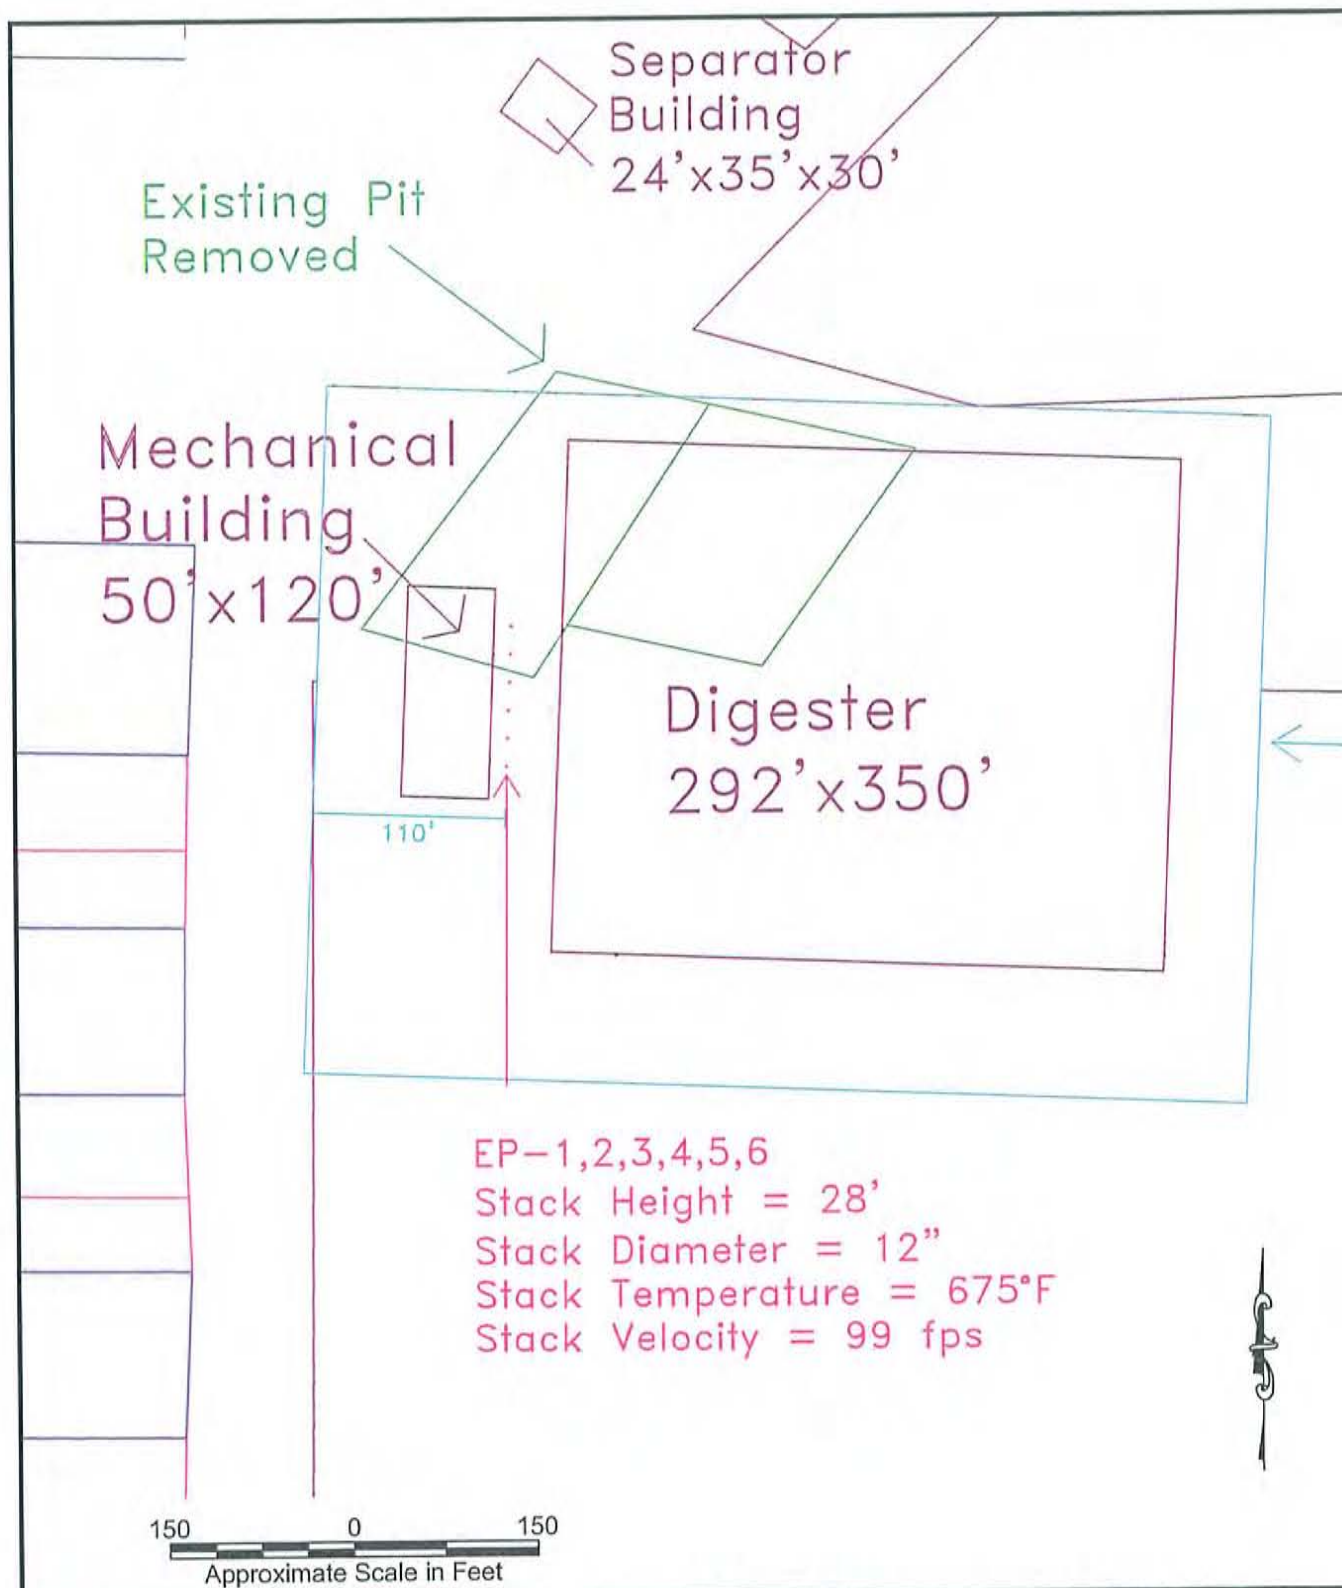 Separator
Building
24'x35'x30'
Existing Pit
Removed
Mechanical
Building
50'x120'
Digester
292'x350'
110'
EP-1,2,3,4,5,6
Stack Height = 28'
Stack Diameter = 12"
Stack Temperature = 675°F
Stack Velocity = 99 fps
150 0 150
Approximate Scale in Feet